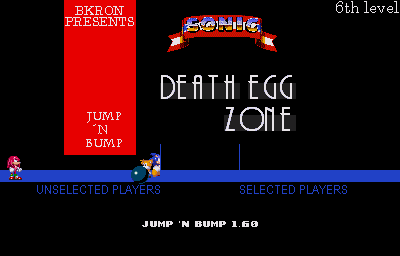 BKRON
PRESENTS
6th level
SONIC
DEATH EGG
ZONE
JUMP
´N
BUMP
UNSELECTED PLAYERS
SELECTED PLAYERS
JUMP 'N BUMP 1.60